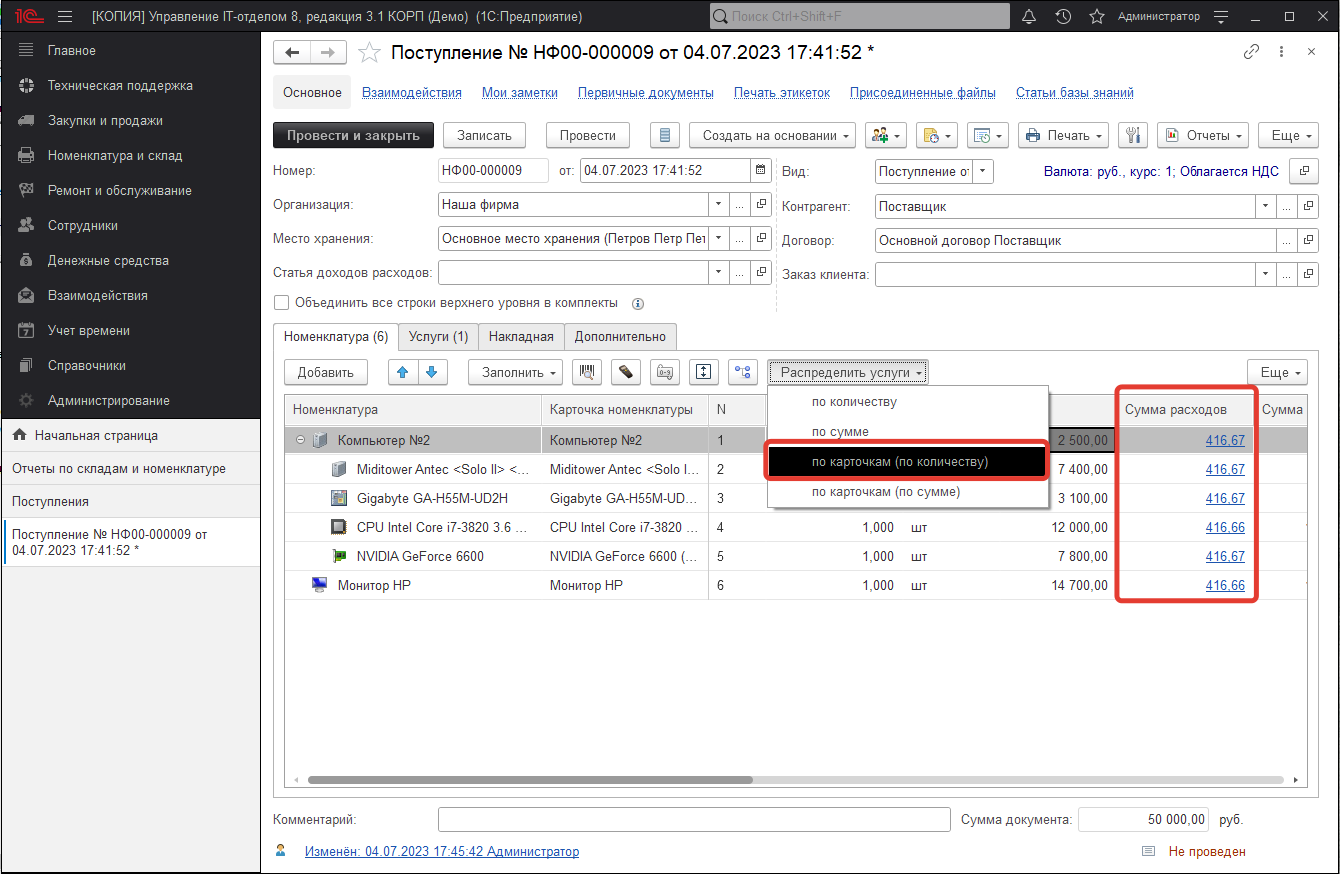 [КОПИЯ] Управление IT-отделом 8, редакция 3.1 КОРП (Демо) (1С:Предприятие)
Поиск Ctrl+Shift+F
Администратор
Главное
Техническая поддержка
Закупки и продажи
Номенклатура и склад
Ремонт и обслуживание
Сотрудники
Денежные средства
Взаимодействия
Учет времени
Справочники
Администрирование
Начальная страница
Отчеты по складам и номенклатуре
Поступления
Поступление № НФ00-000009 от
04.07.2023 17:41:52 *
Поступление № НФ00-000009 от 04.07.2023 17:41:52 *
Основное Взаимодействия Мои заметки Первичные документы Печать этикеток Присоединенные файлы Статьи базы знаний
Провести и закрыть Записать Провести Создать на основании Печать Отчеты Еще
Номер: НФ00-000009 от: 04.07.2023 17:41:52 Вид: Поступление Валюта: руб., курс: 1; Облагается НДС
Организация: Наша фирма Контрагент: Поставщик
Место хранения: Основное место хранения (Петров Петр Пет Договор: Основной договор Поставщик
Статья доходов расходов: Заказ клиента:
Объединить все строки верхнего уровня в комплекты
Номенклатура (6) Услуги (1) Накладная Дополнительно
Добавить Заполнить Распределить услуги Еще
по количеству
по сумме
по карточкам (по количеству)
по карточкам (по сумме)
Номенклатура Карточка номенклатуры N Сумма расходов Сумма
Компьютер №2 Компьютер №2 1 2 500,00 416,67
Miditower Antec <Solo II> <... Miditower Antec <Solo I... 2 7 400,00 416,67
Gigabyte GA-H55M-UD2H Gigabyte GA-H55M-UD... 3 3 100,00 416,67
CPU Intel Core i7-3820 3.6 ... CPU Intel Core i7-3820 ... 4 1,000 шт 12 000,00 416,66
NVIDIA GeForce 6600 NVIDIA GeForce 6600 (... 5 1,000 шт 7 800,00 416,67
Монитор HP Монитор HP 6 1,000 шт 14 700,00 416,66
Комментарий: Сумма документа: 50 000,00 руб.
Изменён: 04.07.2023 17:45:42 Администратор Не проведен